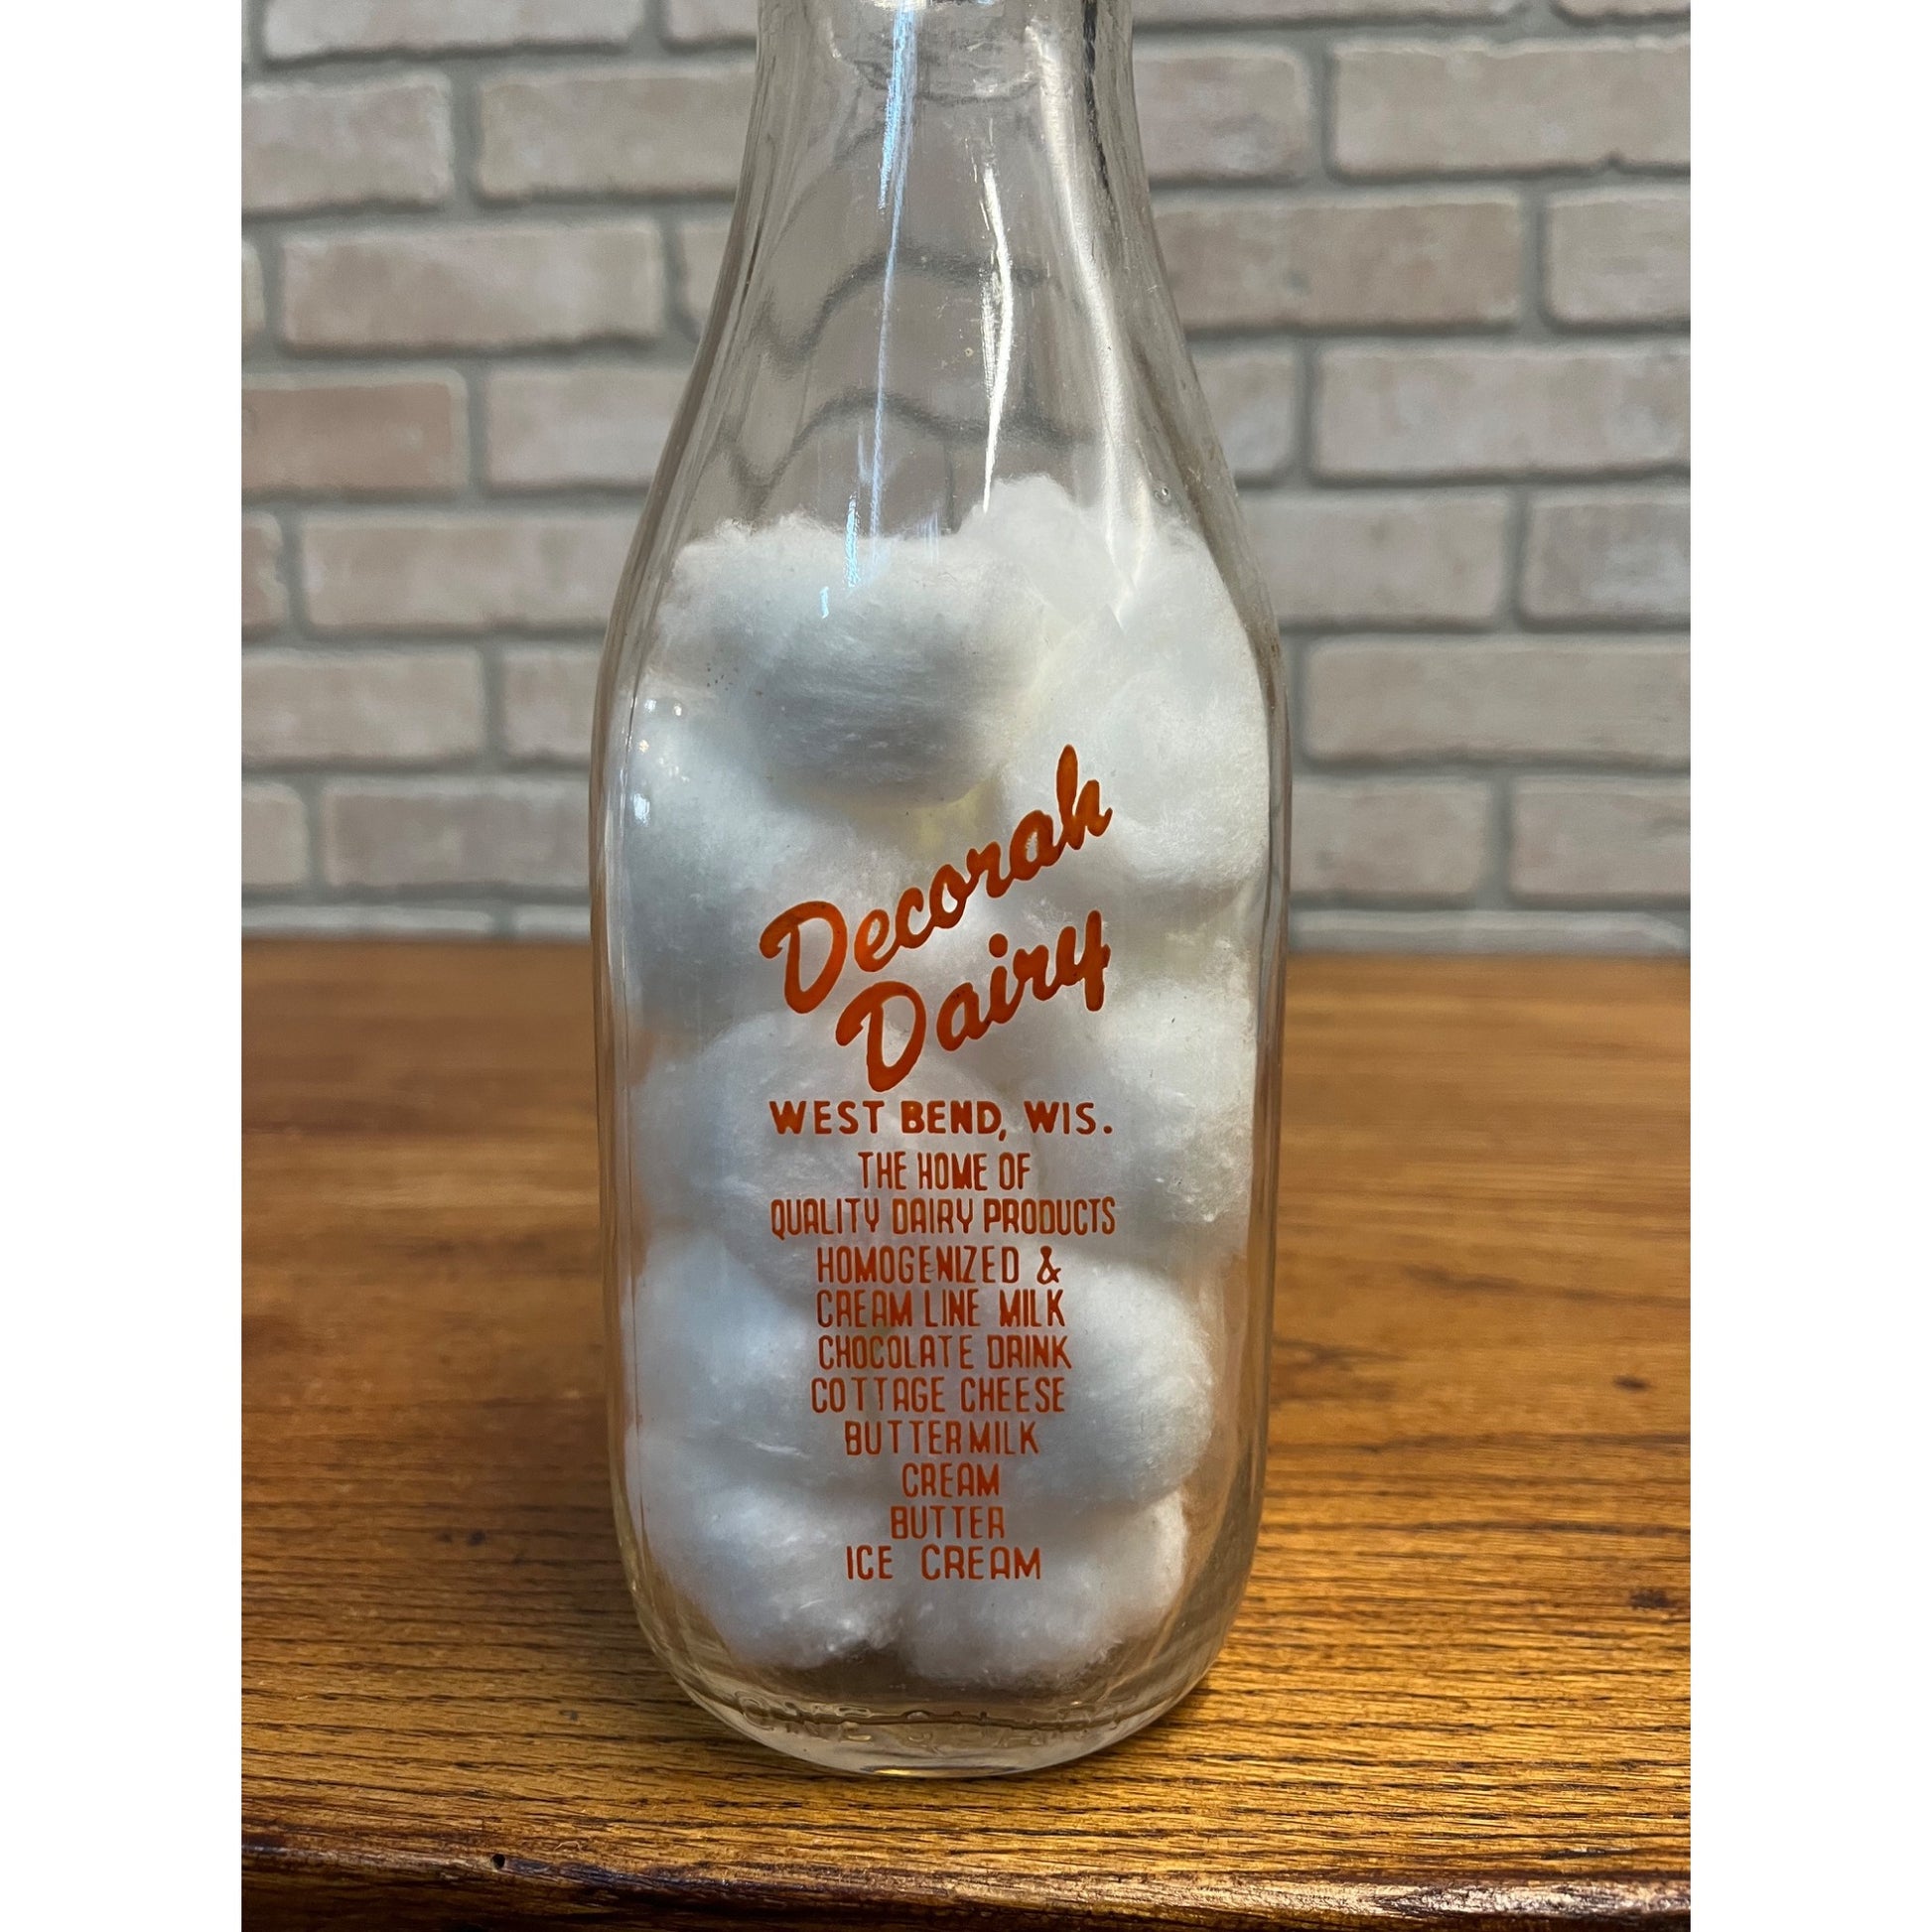 Decorah
Dairy
WEST BEND, WIS.
THE HOME OF
QUALITY DAIRY PRODUCTS
HOMOGENIZED &
CREAM LINE MILK
CHOCOLATE DRINK
COTTAGE CHEESE
BUTTERMILK
CREAM
BUTTER
ICE CREAM